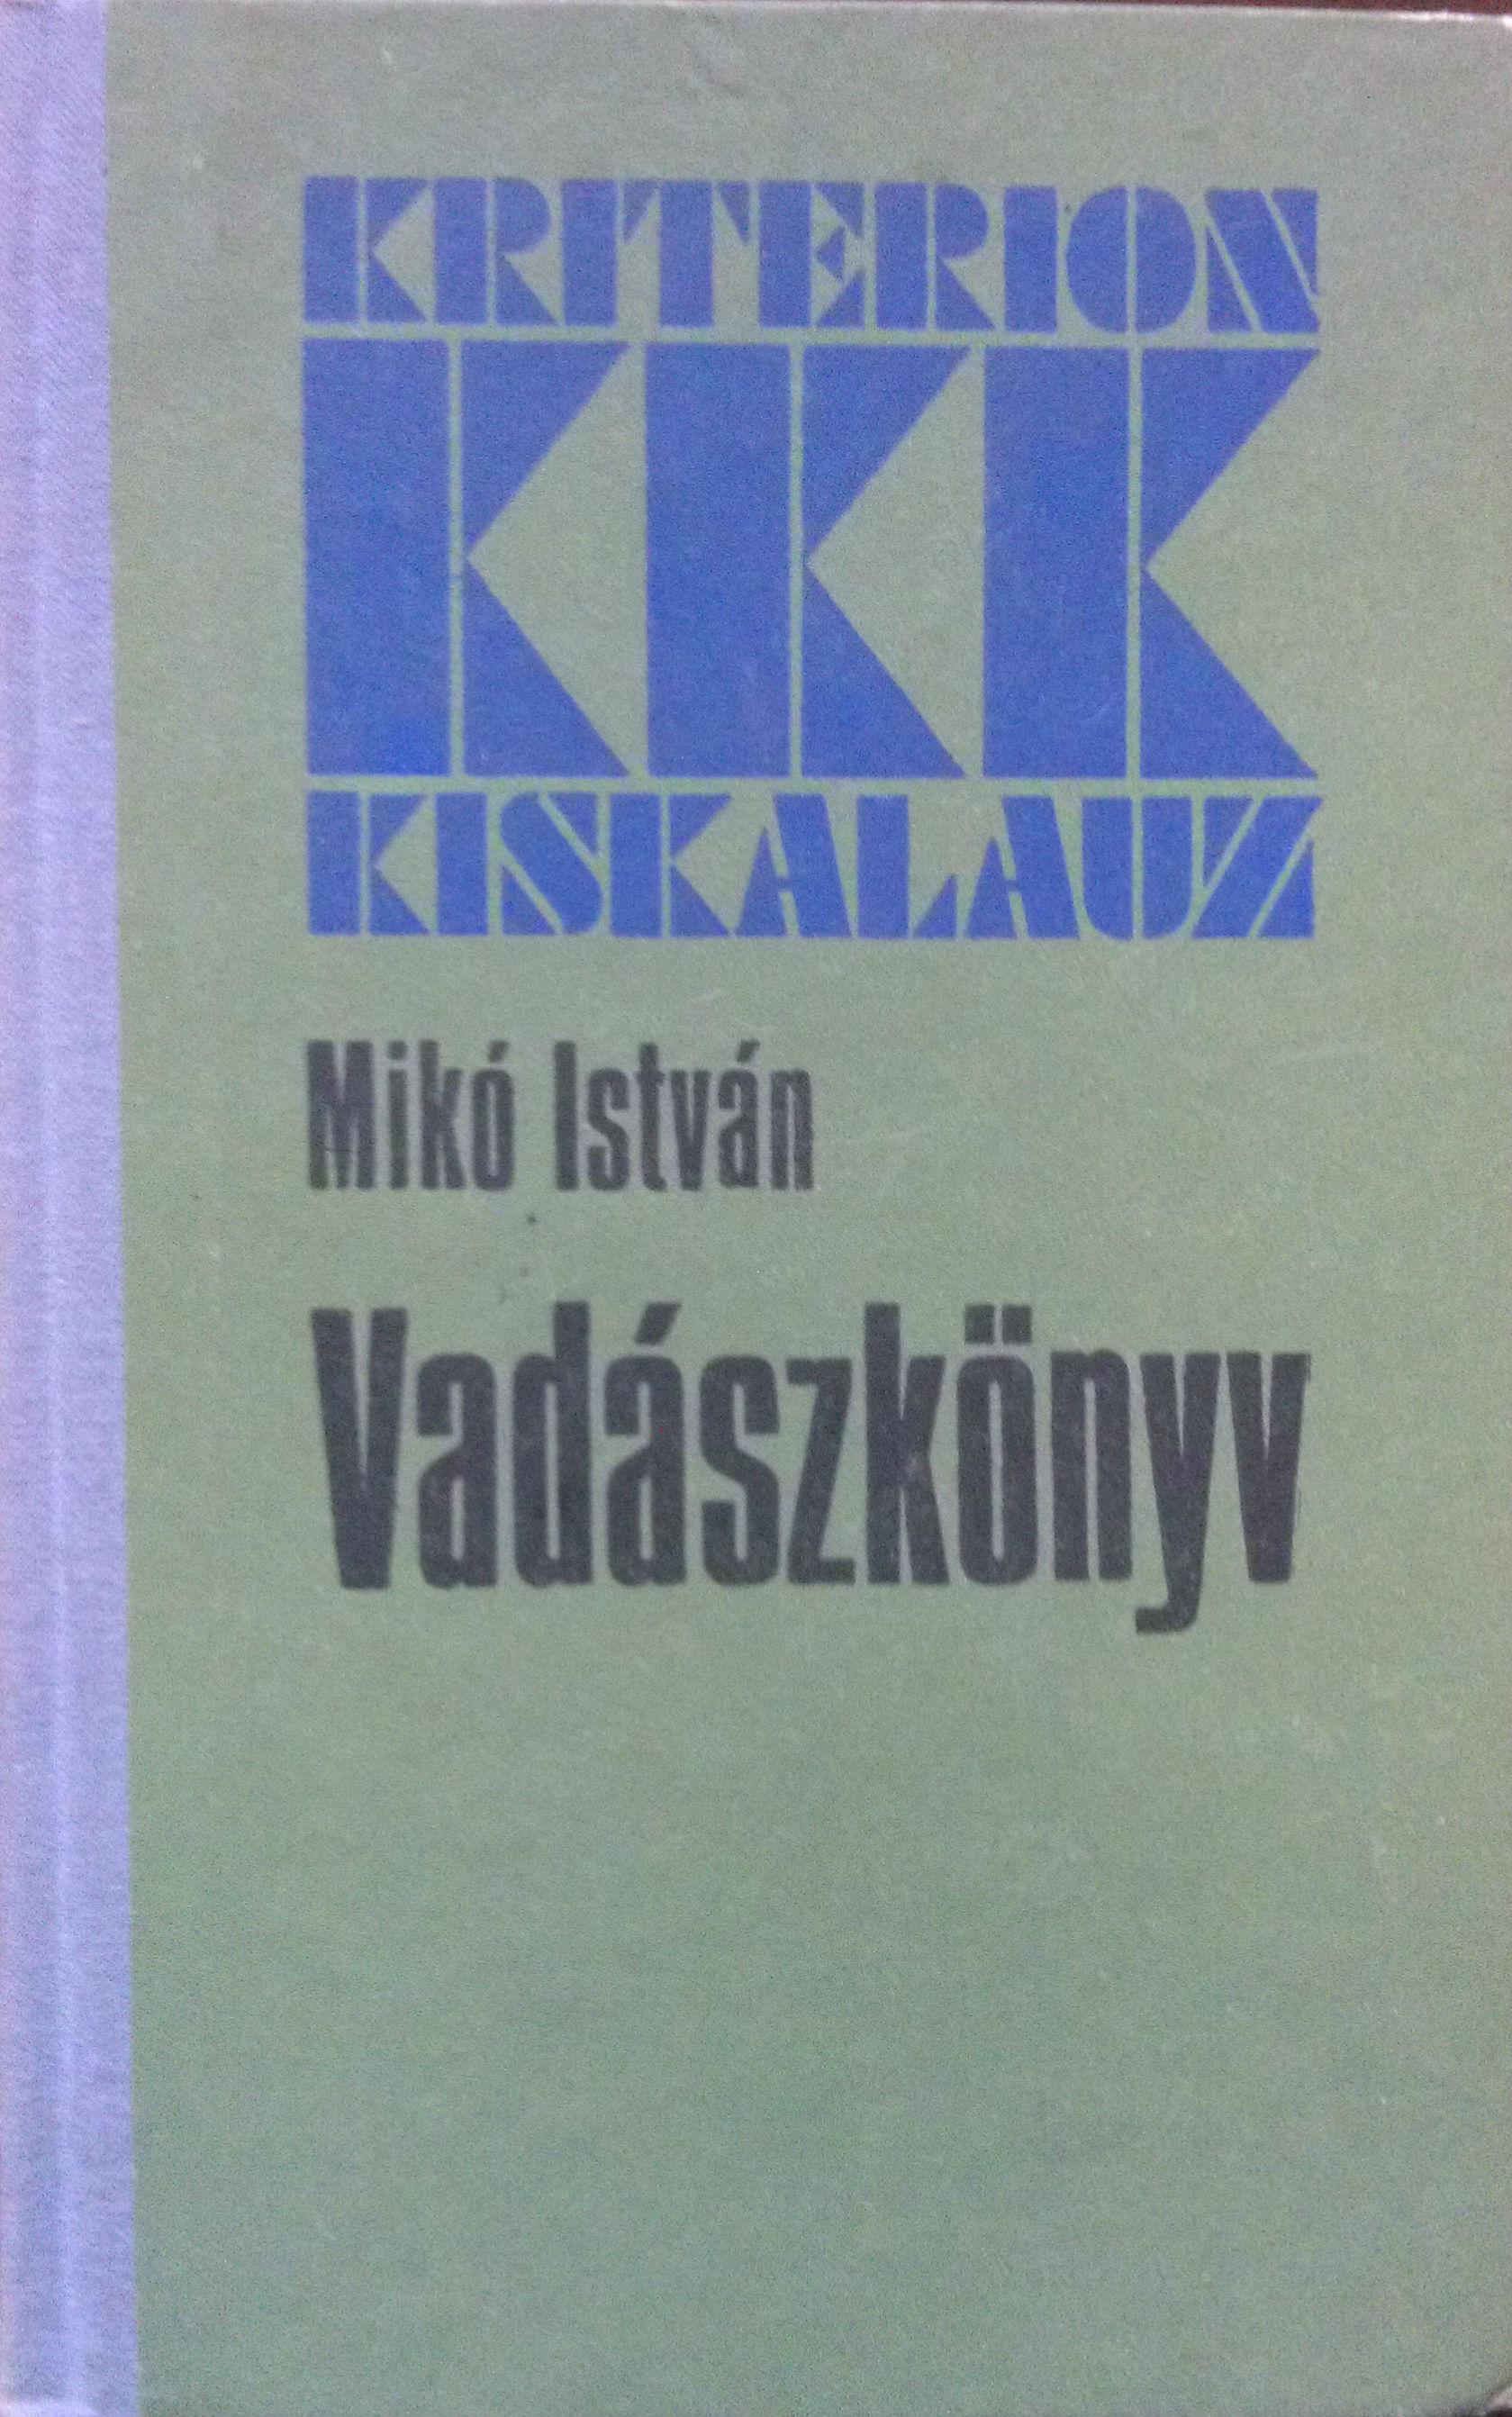 KRITERION
KKK
KISKALAUZ
Mikó István
Vadászkönyv